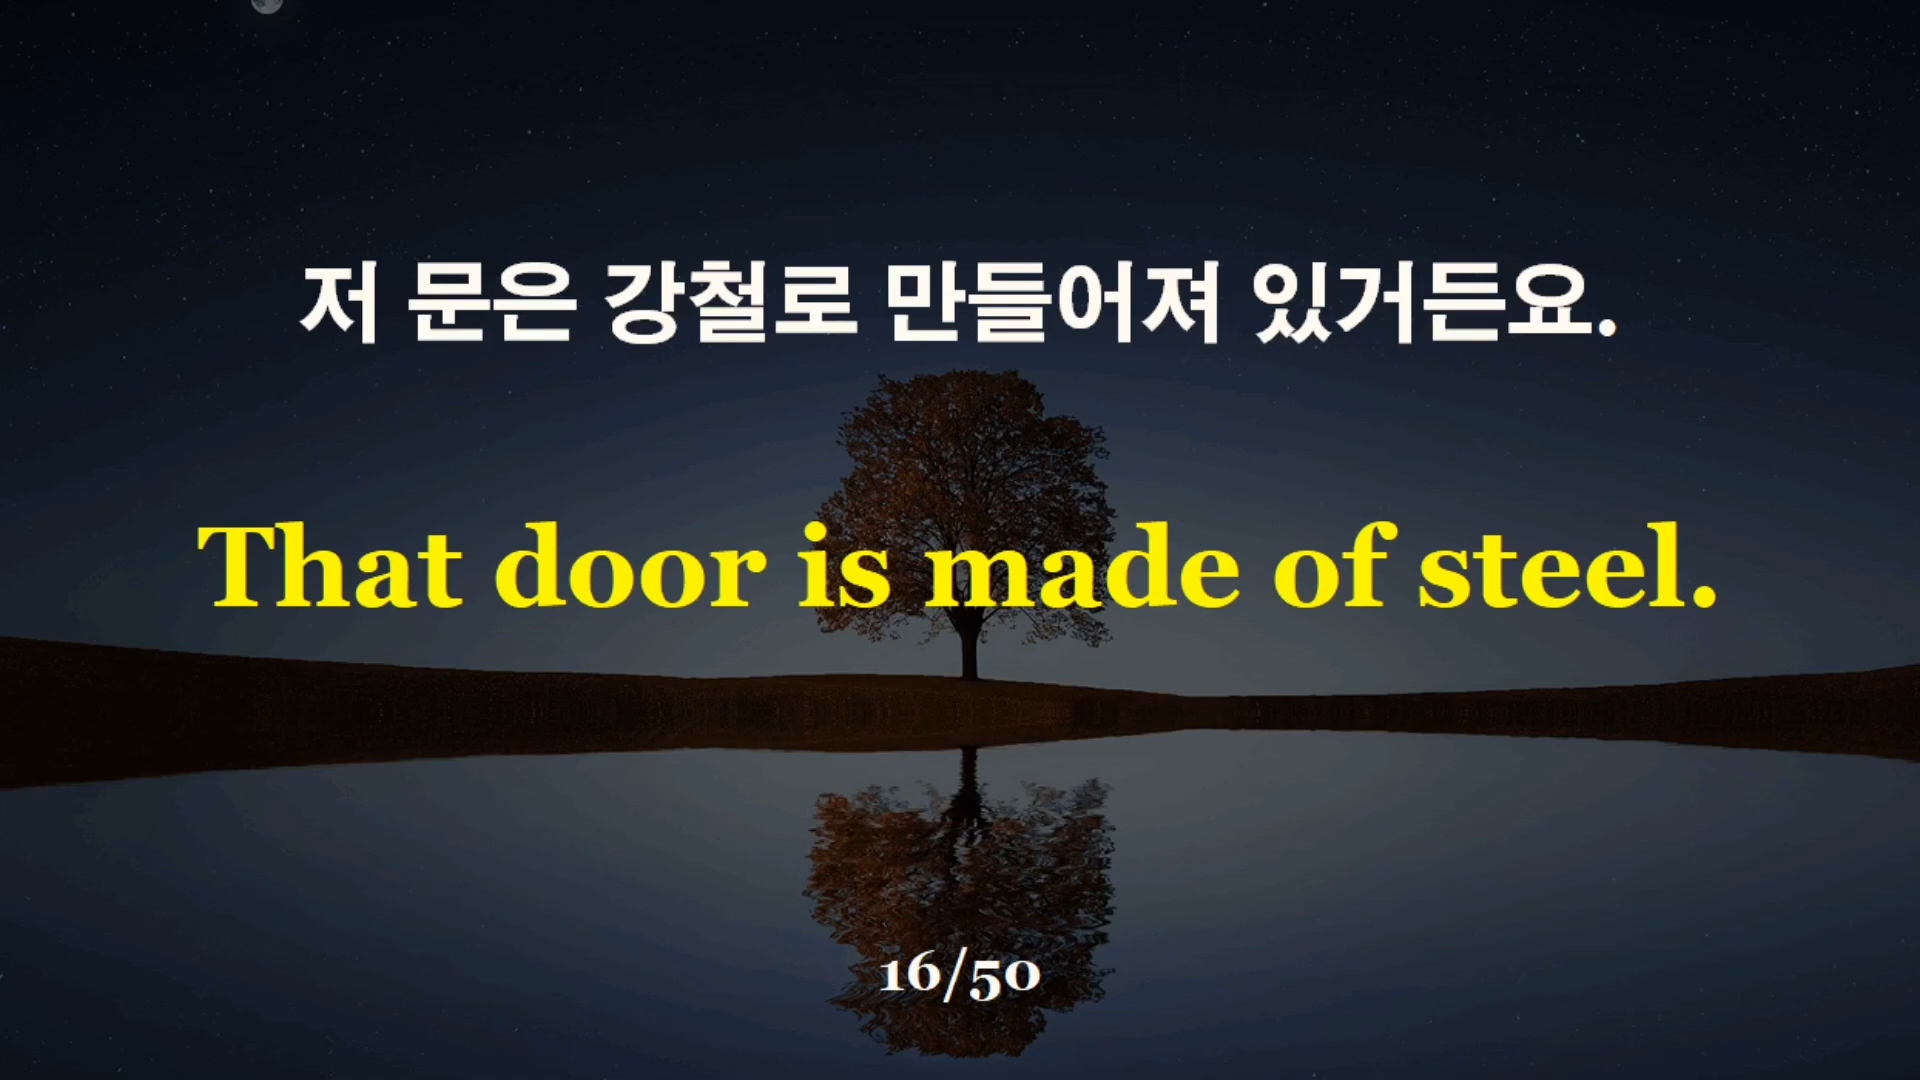 저 문은 강철로 만들어져 있거든요.
That door is made of steel.
16/50